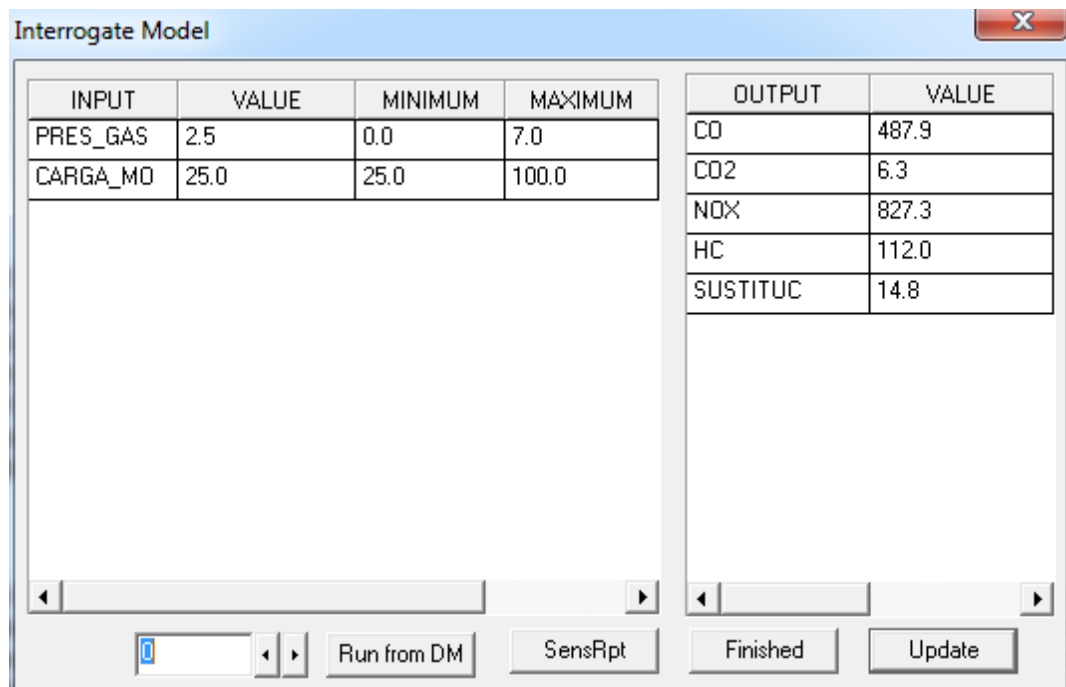 Interrogate Model
X
INPUT VALUE MINIMUM MAXIMUM
PRES_GAS 2.5 0.0 7.0
CARGA_MO 25.0 25.0 100.0
OUTPUT VALUE
CO 487.9
CO2 6.3
NOX 827.3
HC 112.0
SUSTITUC 14.8
0 Run from DM SensRpt Finished Update